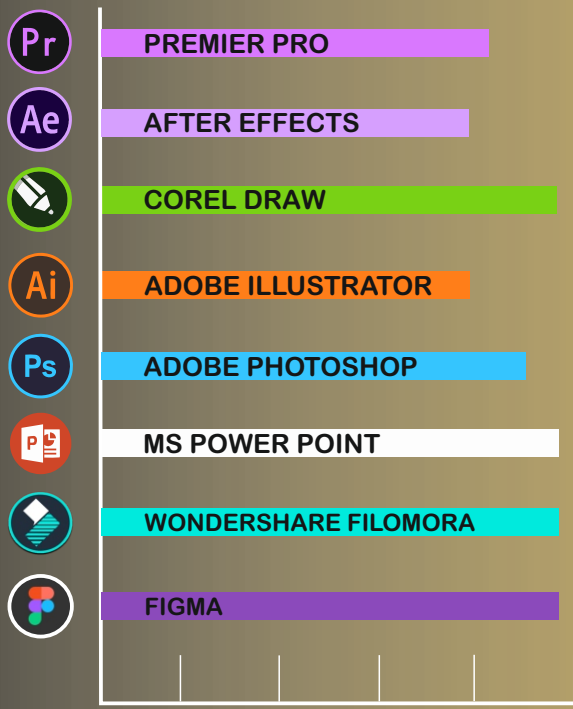 Pr PREMIER PRO
Ae AFTER EFFECTS
COREL DRAW
Ai ADOBE ILLUSTRATOR
Ps ADOBE PHOTOSHOP
P MS POWER POINT
WONDERSHARE FILOMORA
FIGMA